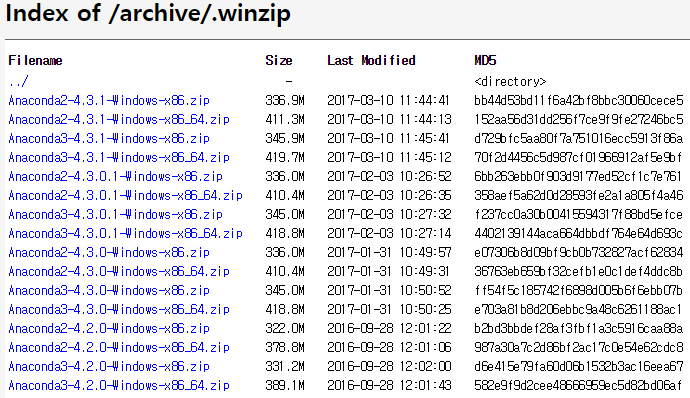 Index of /archive/.winzip
Filename Size Last Modified MD5
../ - <directory>
Anaconda2-4.3.1-Windows-x86.zip 336.9M 2017-03-10 11:44:41 bb44d53bd11f6a42bf8bbc30060cece5
Anaconda2-4.3.1-Windows-x86_64.zip 411.3M 2017-03-10 11:44:13 152aa56d31dd256f7ce9f9fe27246bc5
Anaconda3-4.3.1-Windows-x86.zip 345.9M 2017-03-10 11:45:41 d729bfc5aa80f7a751016ecc5913f86a
Anaconda3-4.3.1-Windows-x86_64.zip 419.7M 2017-03-10 11:45:12 70f2d4456c5d987cf01966912af5e9bf
Anaconda2-4.3.0.1-Windows-x86.zip 336.0M 2017-02-03 10:26:52 6bb263ebb0f903d9177ed52cf1c7e761
Anaconda2-4.3.0.1-Windows-x86_64.zip 410.4M 2017-02-03 10:26:35 358aef5a62d0d28593fe2a1a805f4a46
Anaconda3-4.3.0.1-Windows-x86.zip 345.0M 2017-02-03 10:27:32 f237cc0a30b00415594317f88bd5efce
Anaconda3-4.3.0.1-Windows-x86_64.zip 418.8M 2017-02-03 10:27:14 4402139144aca664dbbdf764e64d693c
Anaconda2-4.3.0-Windows-x86.zip 336.0M 2017-01-31 10:49:57 e07306b8d09bf9cb0b732827acf62834
Anaconda2-4.3.0-Windows-x86_64.zip 410.4M 2017-01-31 10:49:31 36763eb659bf32cefb1e0c1def4ddc8b
Anaconda3-4.3.0-Windows-x86.zip 345.0M 2017-01-31 10:50:52 ff54f5c185742f6898d005b6f6ebb07b
Anaconda3-4.3.0-Windows-x86_64.zip 418.8M 2017-01-31 10:50:25 e703a81b8d206ebbc9a48c6261188ac1
Anaconda2-4.2.0-Windows-x86.zip 322.0M 2016-09-28 12:01:22 b2bd3bbdef28af3fbf1a3c5916caa88a
Anaconda2-4.2.0-Windows-x86_64.zip 378.8M 2016-09-28 12:01:06 987a30a7c2d86bf2ac17c0e54e62cdc8
Anaconda3-4.2.0-Windows-x86.zip 331.2M 2016-09-28 12:02:00 d6e415e79fa60d06b1532b3ac16eea67
Anaconda3-4.2.0-Windows-x86_64.zip 389.1M 2016-09-28 12:01:43 582e9f9d2cee48666959ec5d82bd06af